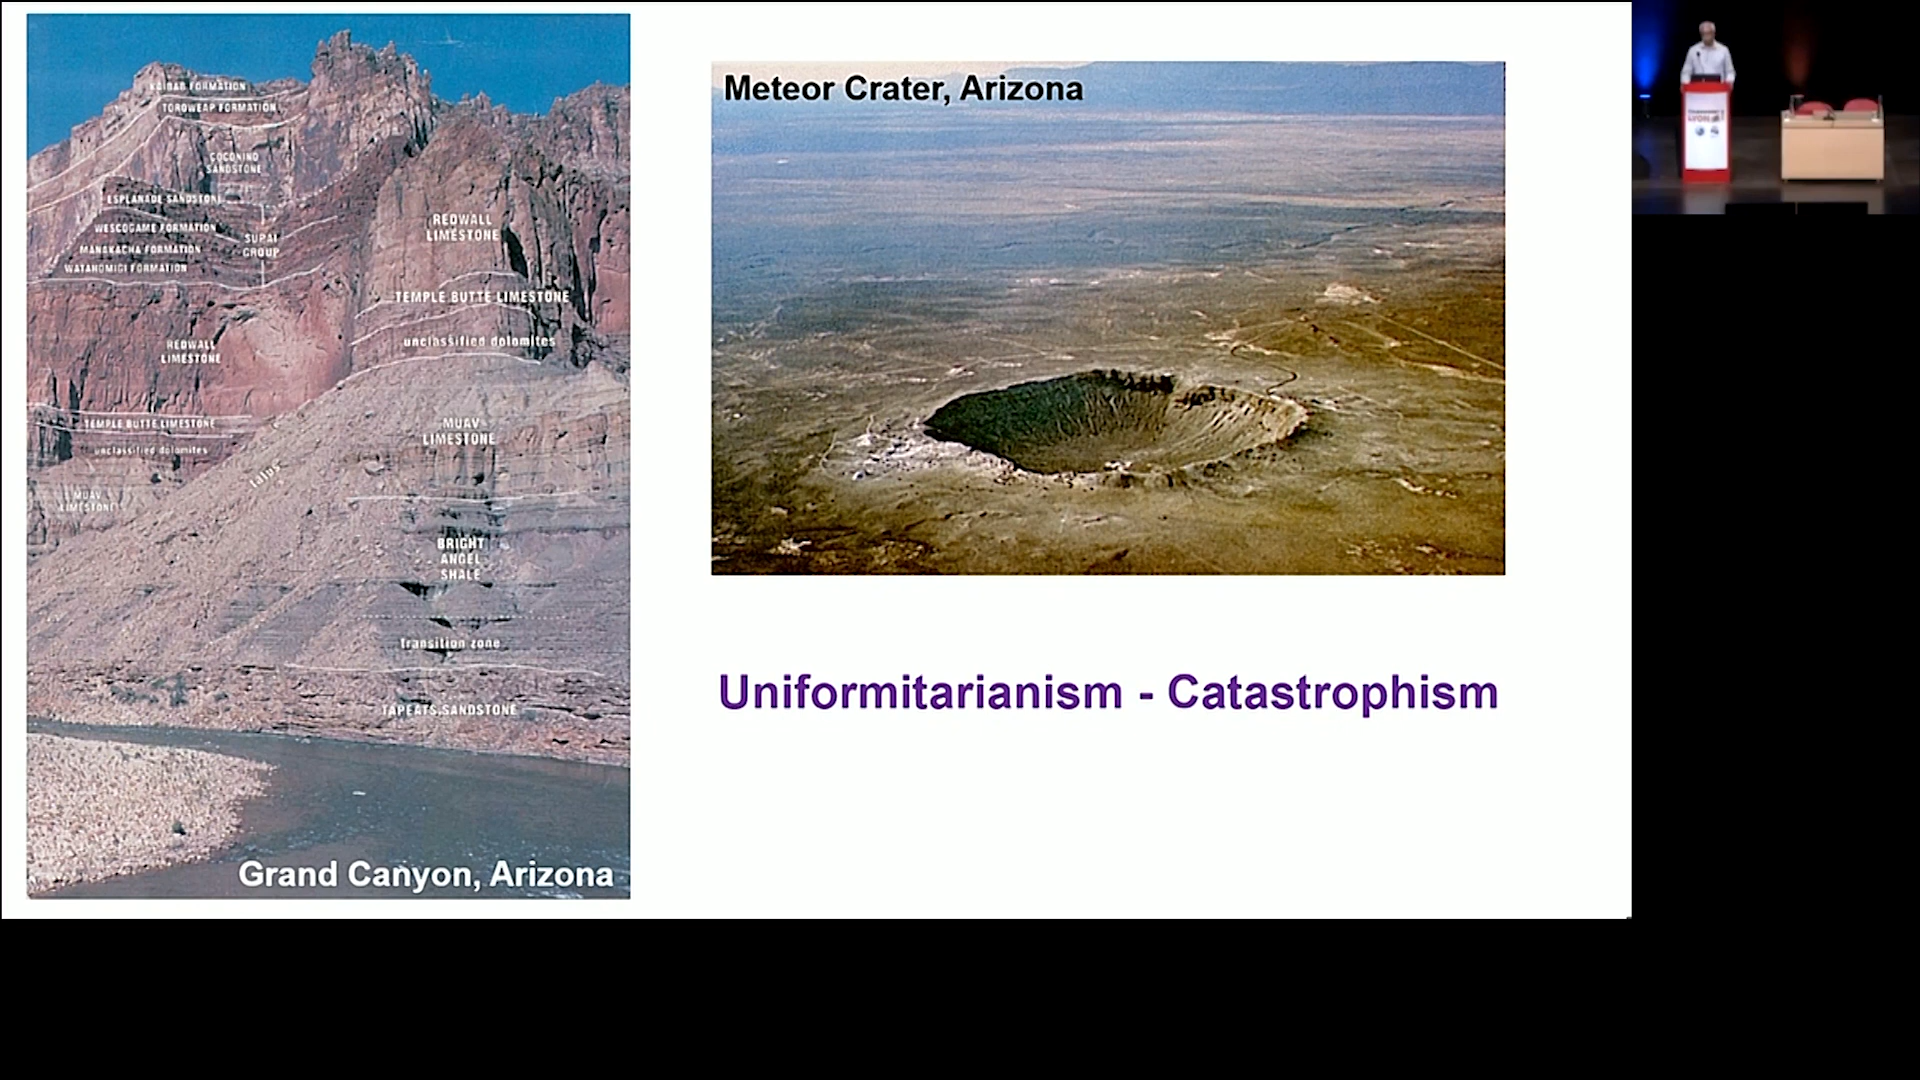 KAIBAB FORMATION
TOROWEAP FORMATION
COCONINO
SANDSTONE
ESPLANADE SANDSTONE
WESCOGAME FORMATION
MANAKACHA FORMATION
WATAHOMIGI FORMATION
SUPAI
GROUP
REDWALL
LIMESTONE
TEMPLE BUTTE LIMESTONE
unclassified dolomites
REDWALL
LIMESTONE
TEMPLE BUTTE LIMESTONE
unclassified dolomites
MUAV
LIMESTONE
talus
MUAV
LIMESTONE
BRIGHT
ANGEL
SHALE
Transition zone
TAPEATS SANDSTONE
Grand Canyon, Arizona
Meteor Crater, Arizona
Uniformitarianism - Catastrophism
LYON